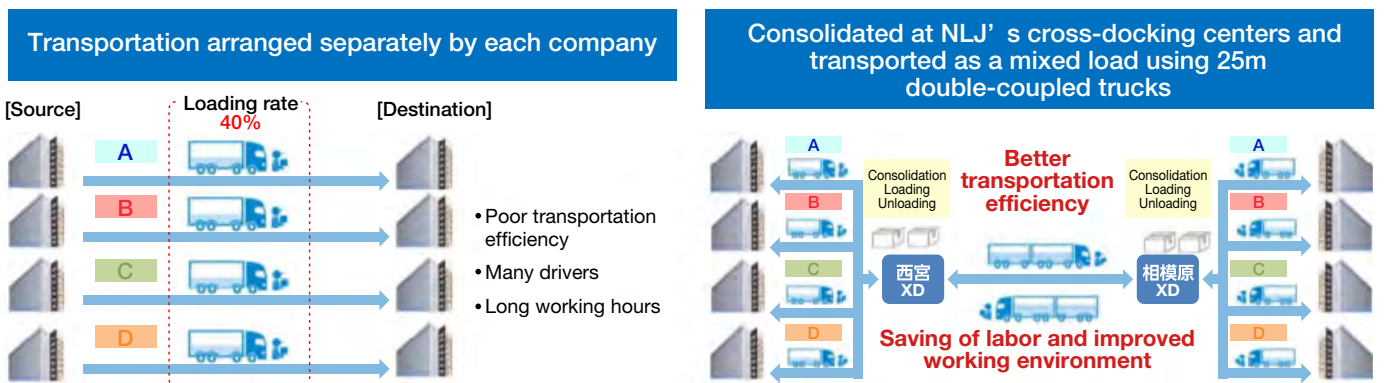 Transportation arranged separately by each company
[Source]
Loading rate
40%
[Destination]
A
B
C
D
• Poor transportation
efficiency
• Many drivers
• Long working hours
Consolidated at NLJ’ s cross-docking centers and
transported as a mixed load using 25m
double-coupled trucks
A
B
C
D
Consolidation
Loading
Unloading
西宮
XD
Better
transportation
efficiency
Saving of labor and improved
working environment
Consolidation
Loading
Unloading
相模原
XD
A
B
C
D